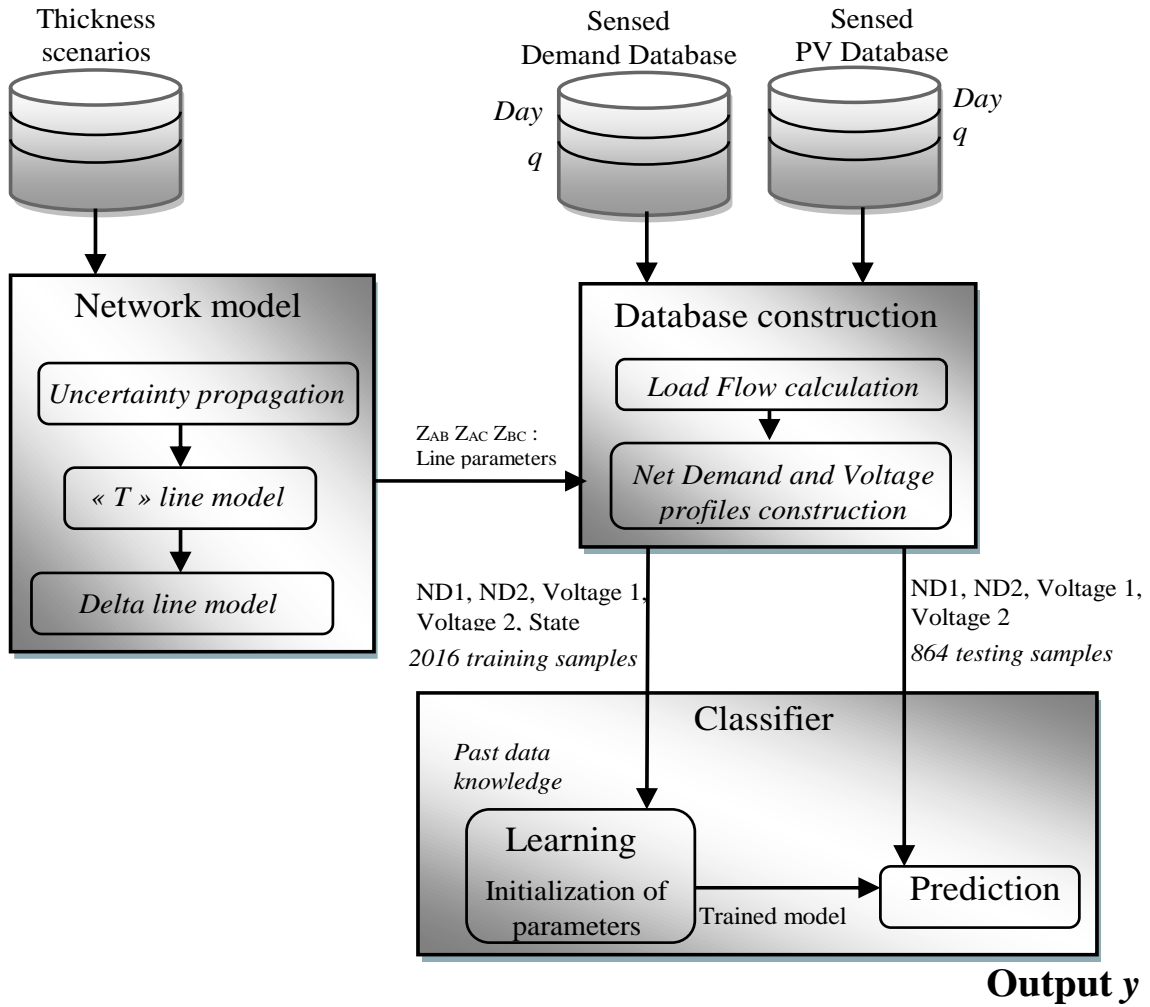 Thickness
scenarios
Sensed
Demand Database
Sensed
PV Database
Day
q
Day
q
Network model
Uncertainty propagation
« T » line model
Delta line model
ZAB ZAC ZBC :
Line parameters
Database construction
Load Flow calculation
Net Demand and Voltage
profiles construction
ND1, ND2, Voltage 1,
Voltage 2, State
2016 training samples
ND1, ND2, Voltage 1,
Voltage 2
864 testing samples
Classifier
Past data
knowledge
Learning
Initialization of
parameters
Trained model
Prediction
Output y